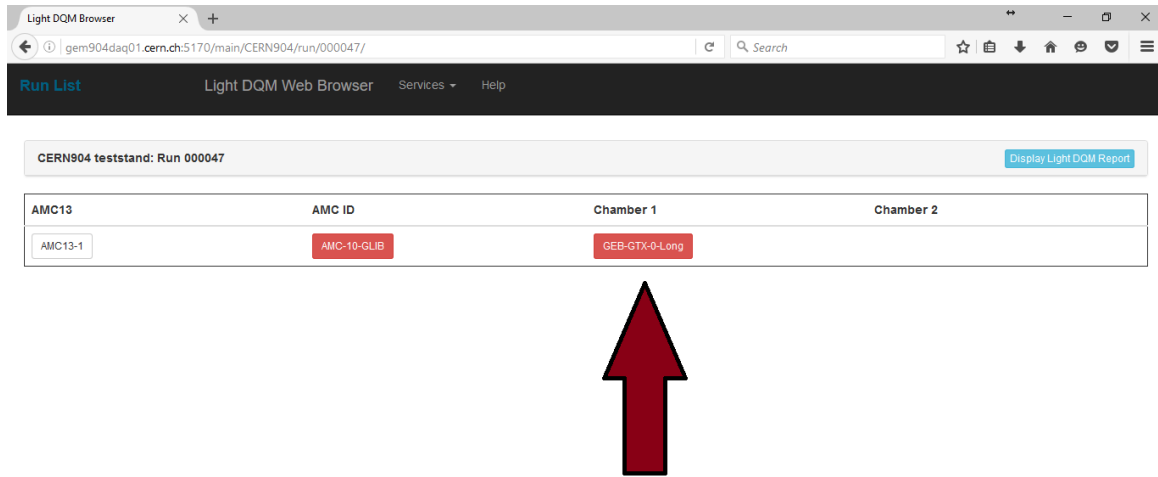 Light DQM Browser
gem904daq01.cern.ch:5170/main/CERN904/run/000047/ Search
Run List Light DQM Web Browser Services Help
CERN904 teststand: Run 000047 Display Light DQM Report
AMC13 AMC ID Chamber 1 Chamber 2
AMC13-1 AMC-10-GLIB GEB-GTX-0-Long